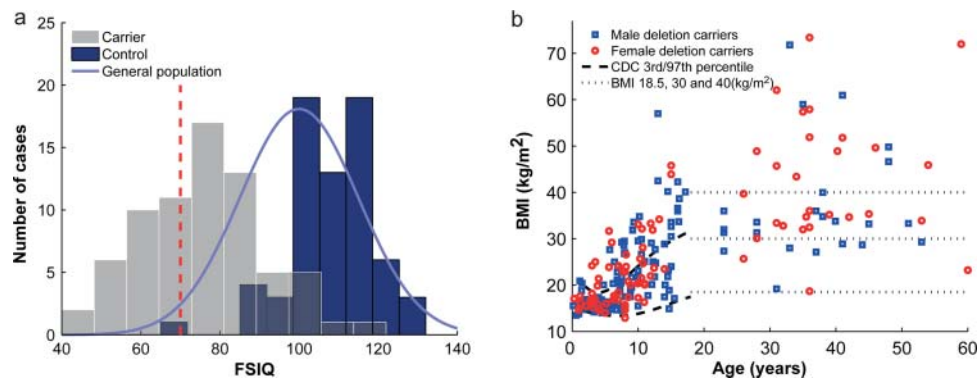 a
25
20
15
10
5
0
Number of cases
Carrier
Control
General population
40 60 80 100 120 140
FSIQ
b
70
60
50
40
30
20
10
BMI (kg/m²)
Male deletion carriers
Female deletion carriers
CDC 3rd/97th percentile
BMI 18.5, 30 and 40(kg/m²)
0 10 20 30 40 50 60
Age (years)